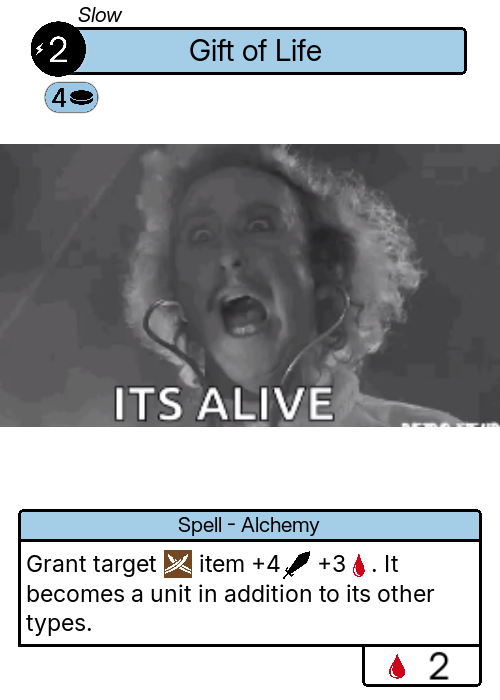 Slow
2
Gift of Life
4
ITS ALIVE
Spell - Alchemy
Grant target item +4 +3 . It
becomes a unit in addition to its other
types.
2